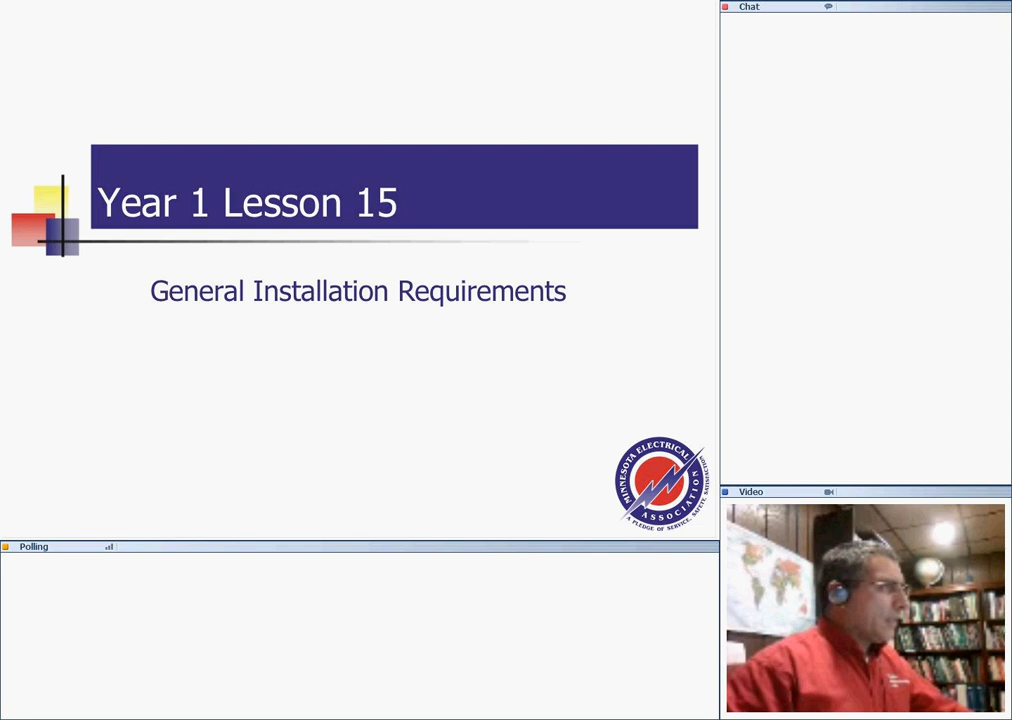 Chat
Year 1 Lesson 15
General Installation Requirements
MINNESOTA ELECTRICAL
ASSOCIATION
A PLEDGE OF SERVICE, SAFETY, SATISFACTION
Video
Polling